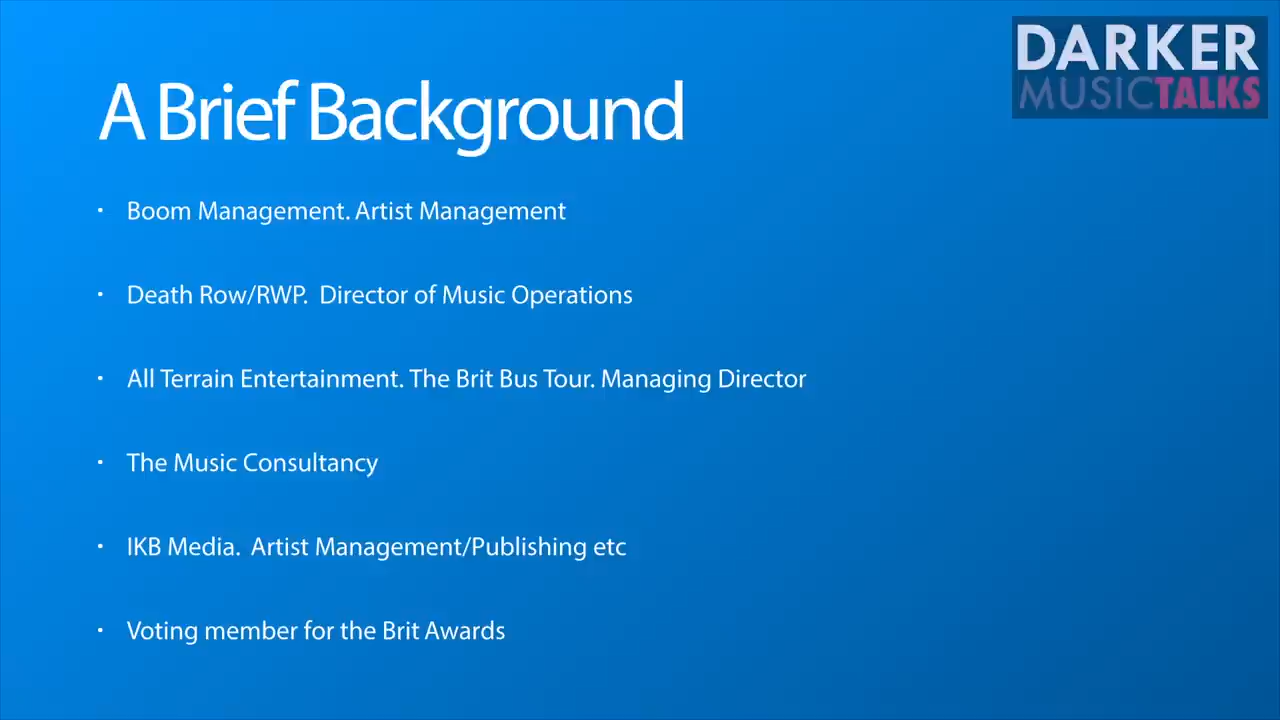 DARKER
MUSICTALKS
A Brief Background
• Boom Management. Artist Management
• Death Row/RWP.  Director of Music Operations
• All Terrain Entertainment. The Brit Bus Tour. Managing Director
• The Music Consultancy
• IKB Media.  Artist Management/Publishing etc
• Voting member for the Brit Awards